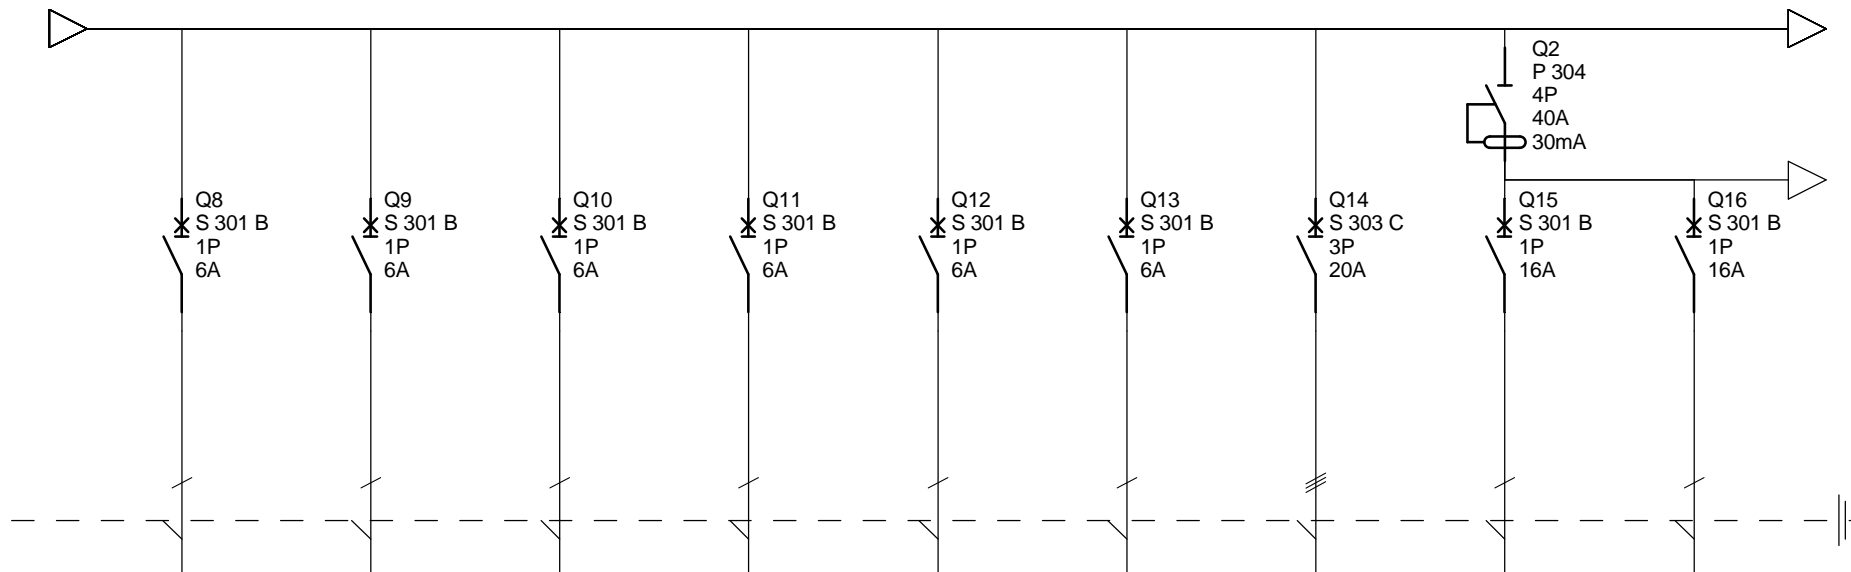 Q2
P 304
4P
40A
30mA
Q8
S 301 B
1P
6A
Q9
S 301 B
1P
6A
Q10
S 301 B
1P
6A
Q11
S 301 B
1P
6A
Q12
S 301 B
1P
6A
Q13
S 301 B
1P
6A
Q14
S 303 C
3P
20A
Q15
S 301 B
1P
16A
Q16
S 301 B
1P
16A